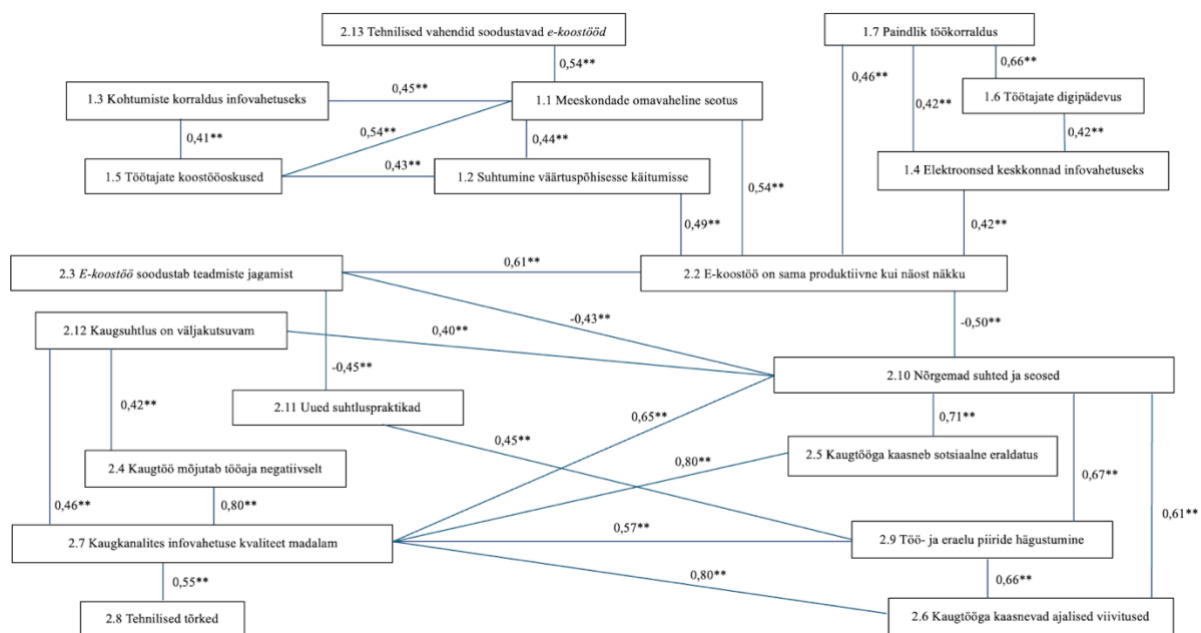 2.13 Tehnilised vahendid soodustavad e-koostööd
1.7 Paindlik töökorraldus
0,54**
0,46**
0,66**
1.3 Kohtumiste korraldus infovahetuseks
0,45**
1.1 Meeskondade omavaheline seotus
0,42**
1.6 Töötajate digipädevus
0,41**
0,54**
0,44**
0,42**
1.5 Töötajate koostööoskused
0,43**
1.2 Suhtumine väärtuspõhisesse käitumisse
0,54**
1.4 Elektroonsed keskkonnad infovahetuseks
0,49**
0,42**
2.3 E-koostöö soodustab teadmiste jagamist
0,61**
2.2 E-koostöö on sama produktiivne kui näost näkku
2.12 Kaugsuhtlus on väljakutsuvam
0,40**
-0,43**
-0,50**
-0,45**
2.10 Nõrgemad suhted ja seosed
0,42**
2.11 Uued suhtluspraktikad
0,65**
0,71**
2.4 Kaugtöö mõjutab tööaja negatiivselt
0,45**
0,80**
2.5 Kaugtööga kaasneb sotsiaalne eraldatus
0,67**
0,46**
0,80**
0,61**
2.7 Kaugkanalites infovahetuse kvaliteet madalam
0,57**
2.9 Töö- ja eraelu piiride hägustumine
0,55**
0,80**
0,66**
2.8 Tehnilised tõrked
2.6 Kaugtööga kaasnevad ajalised viivitused